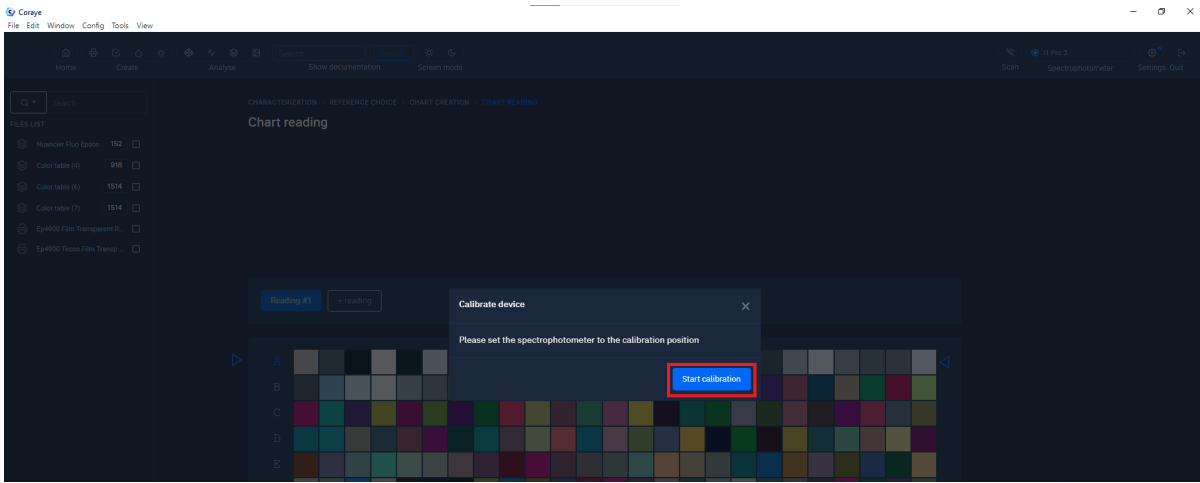 Coraye
File Edit Window Config Tools View
Home Create Analyse Search Show documentation Screen mode Scan i1 Pro 3 Spectrophotometer Settings Quit
Search
FILES LIST
Nuancier Fluo Epson 152
Color table (4) 918
Color table (6) 1514
Color table (7) 1514
Ep4900 Film Transparent R...
Ep4900 Tecco Film Transp...
CHARACTERIZATION REFERENCE CHOICE CHART CREATION CHART READING
Chart reading
Reading #1 + reading
Calibrate device
Please set the spectrophotometer to the calibration position
Start calibration
A
B
C
D
E